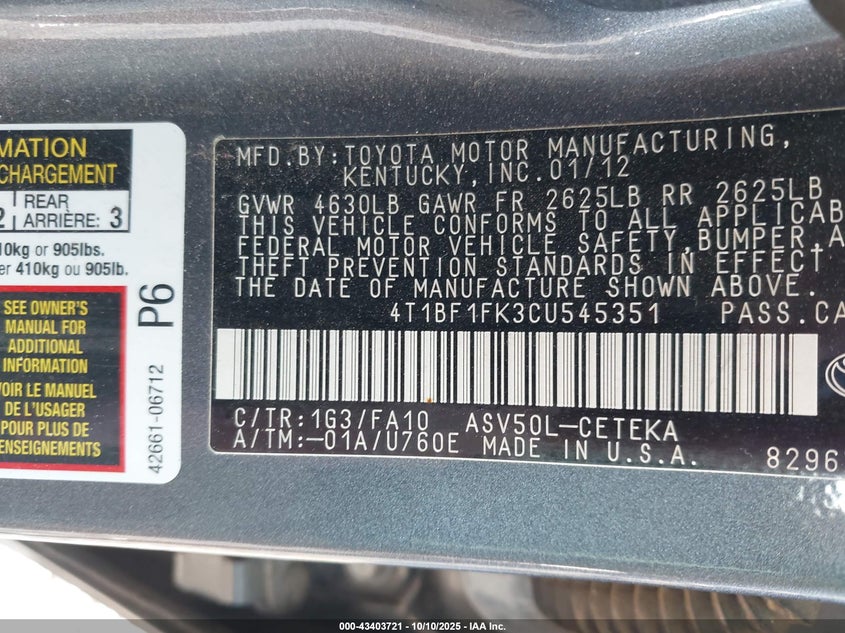 MATION
CHARGEMENT
2 REAR
ARRIÈRE: 3
10kg or 905lbs.
er 410kg ou 905lb.
SEE OWNER'S
MANUAL FOR
ADDITIONAL
INFORMATION
VOIR LE MANUEL
DE L'USAGER
POUR PLUS DE
RENSEIGNEMENTS
P6
42661-06712
MFD.BY:TOYOTA MOTOR MANUFACTURING,
KENTUCKY,INC.01/12
GVWR 4630LB GAWR FR 2625LB RR 2625LB
THIS VEHICLE CONFORMS TO ALL APPLICAB
FEDERAL MOTOR VEHICLE SAFETY,BUMPER,A
THEFT PREVENTION STANDARDS IN EFFECT
THE DATE OF MANUFACTURE SHOWN ABOVE.
4T1BF1FK3CU545351 PASS.CA
C/TR:1G3/FA10 ASV50L-CETEKA
A/TM:-01A/U760E MADE IN U.S.A. 8296
000-43403721 - 10/10/2025 - IAA Inc.